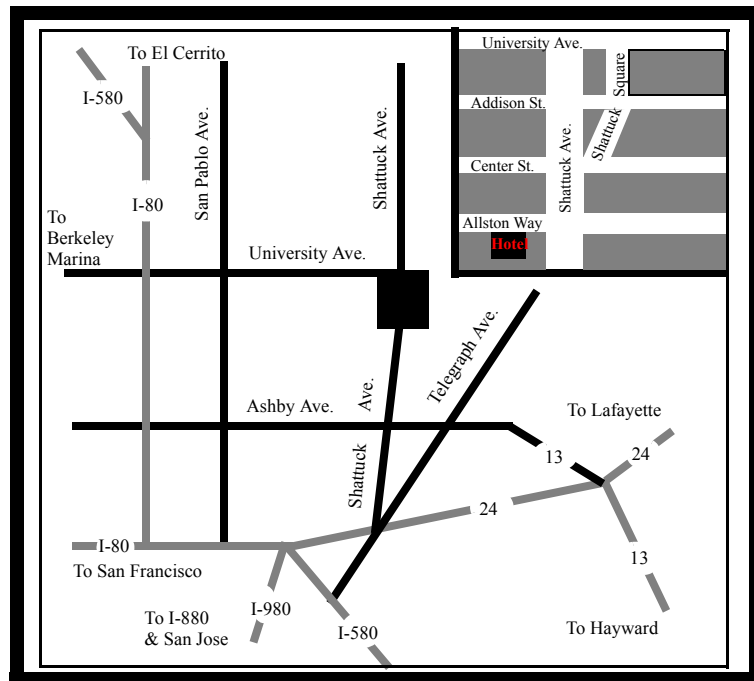 To El Cerrito
I-580
San Pablo Ave.
Shattuck Ave.
I-80
To
Berkeley
Marina
University Ave.
University Ave.
Square
Addison St.
Shattuck
Shattuck Ave.
Center St.
Allston Way
Hotel
Telegraph Ave.
Ashby Ave.
Ave.
Shattuck
To Lafayette
13
24
24
13
I-80
To San Francisco
I-980
To I-880
& San Jose
I-580
To Hayward